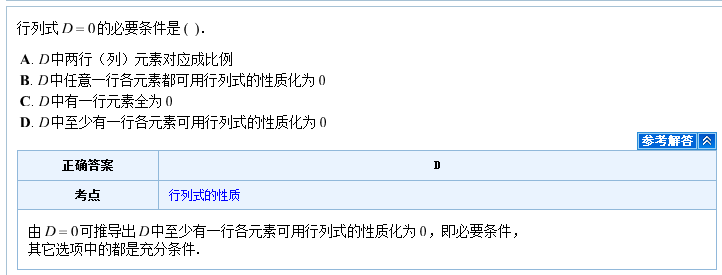 行列式 D = 0 的必要条件是 ( ).
A. D中两行（列）元素对应成比例
B. D中任意一行各元素都可用行列式的性质化为 0
C. D中有一行元素全为 0
D. D中至少有一行各元素可用行列式的性质化为 0
参考解答
正确答案 D
考点 行列式的性质
由 D = 0可推导出 D中至少有一行各元素可用行列式的性质化为 0，即必要条件，
其它选项中的都是充分条件.